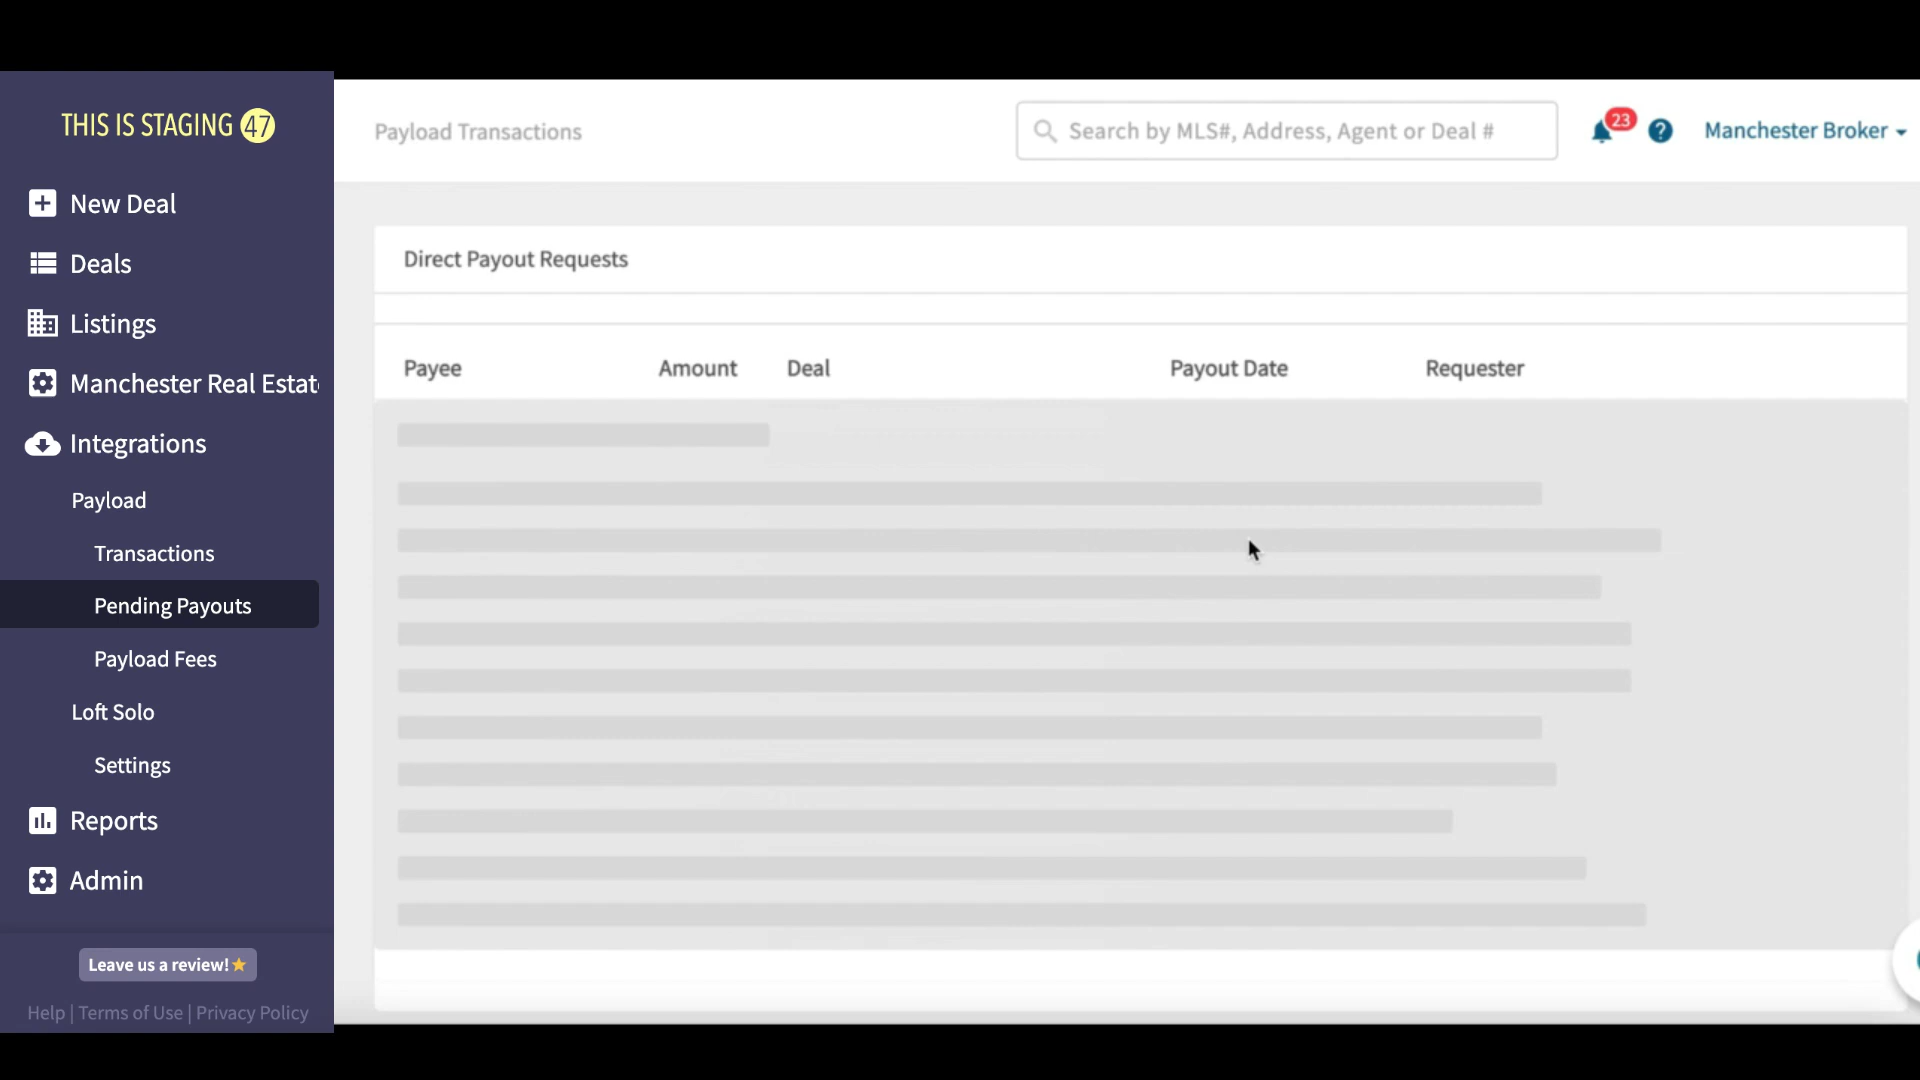 THIS IS STAGING 47
New Deal
Deals
Listings
Manchester Real Estat
Integrations
Payload
Transactions
Pending Payouts
Payload Fees
Loft Solo
Settings
Reports
Admin
Leave us a review!
Help | Terms of Use | Privacy Policy
Payload Transactions
Search by MLS#, Address, Agent or Deal #
23
?
Manchester Broker
Direct Payout Requests
Payee Amount Deal Payout Date Requester